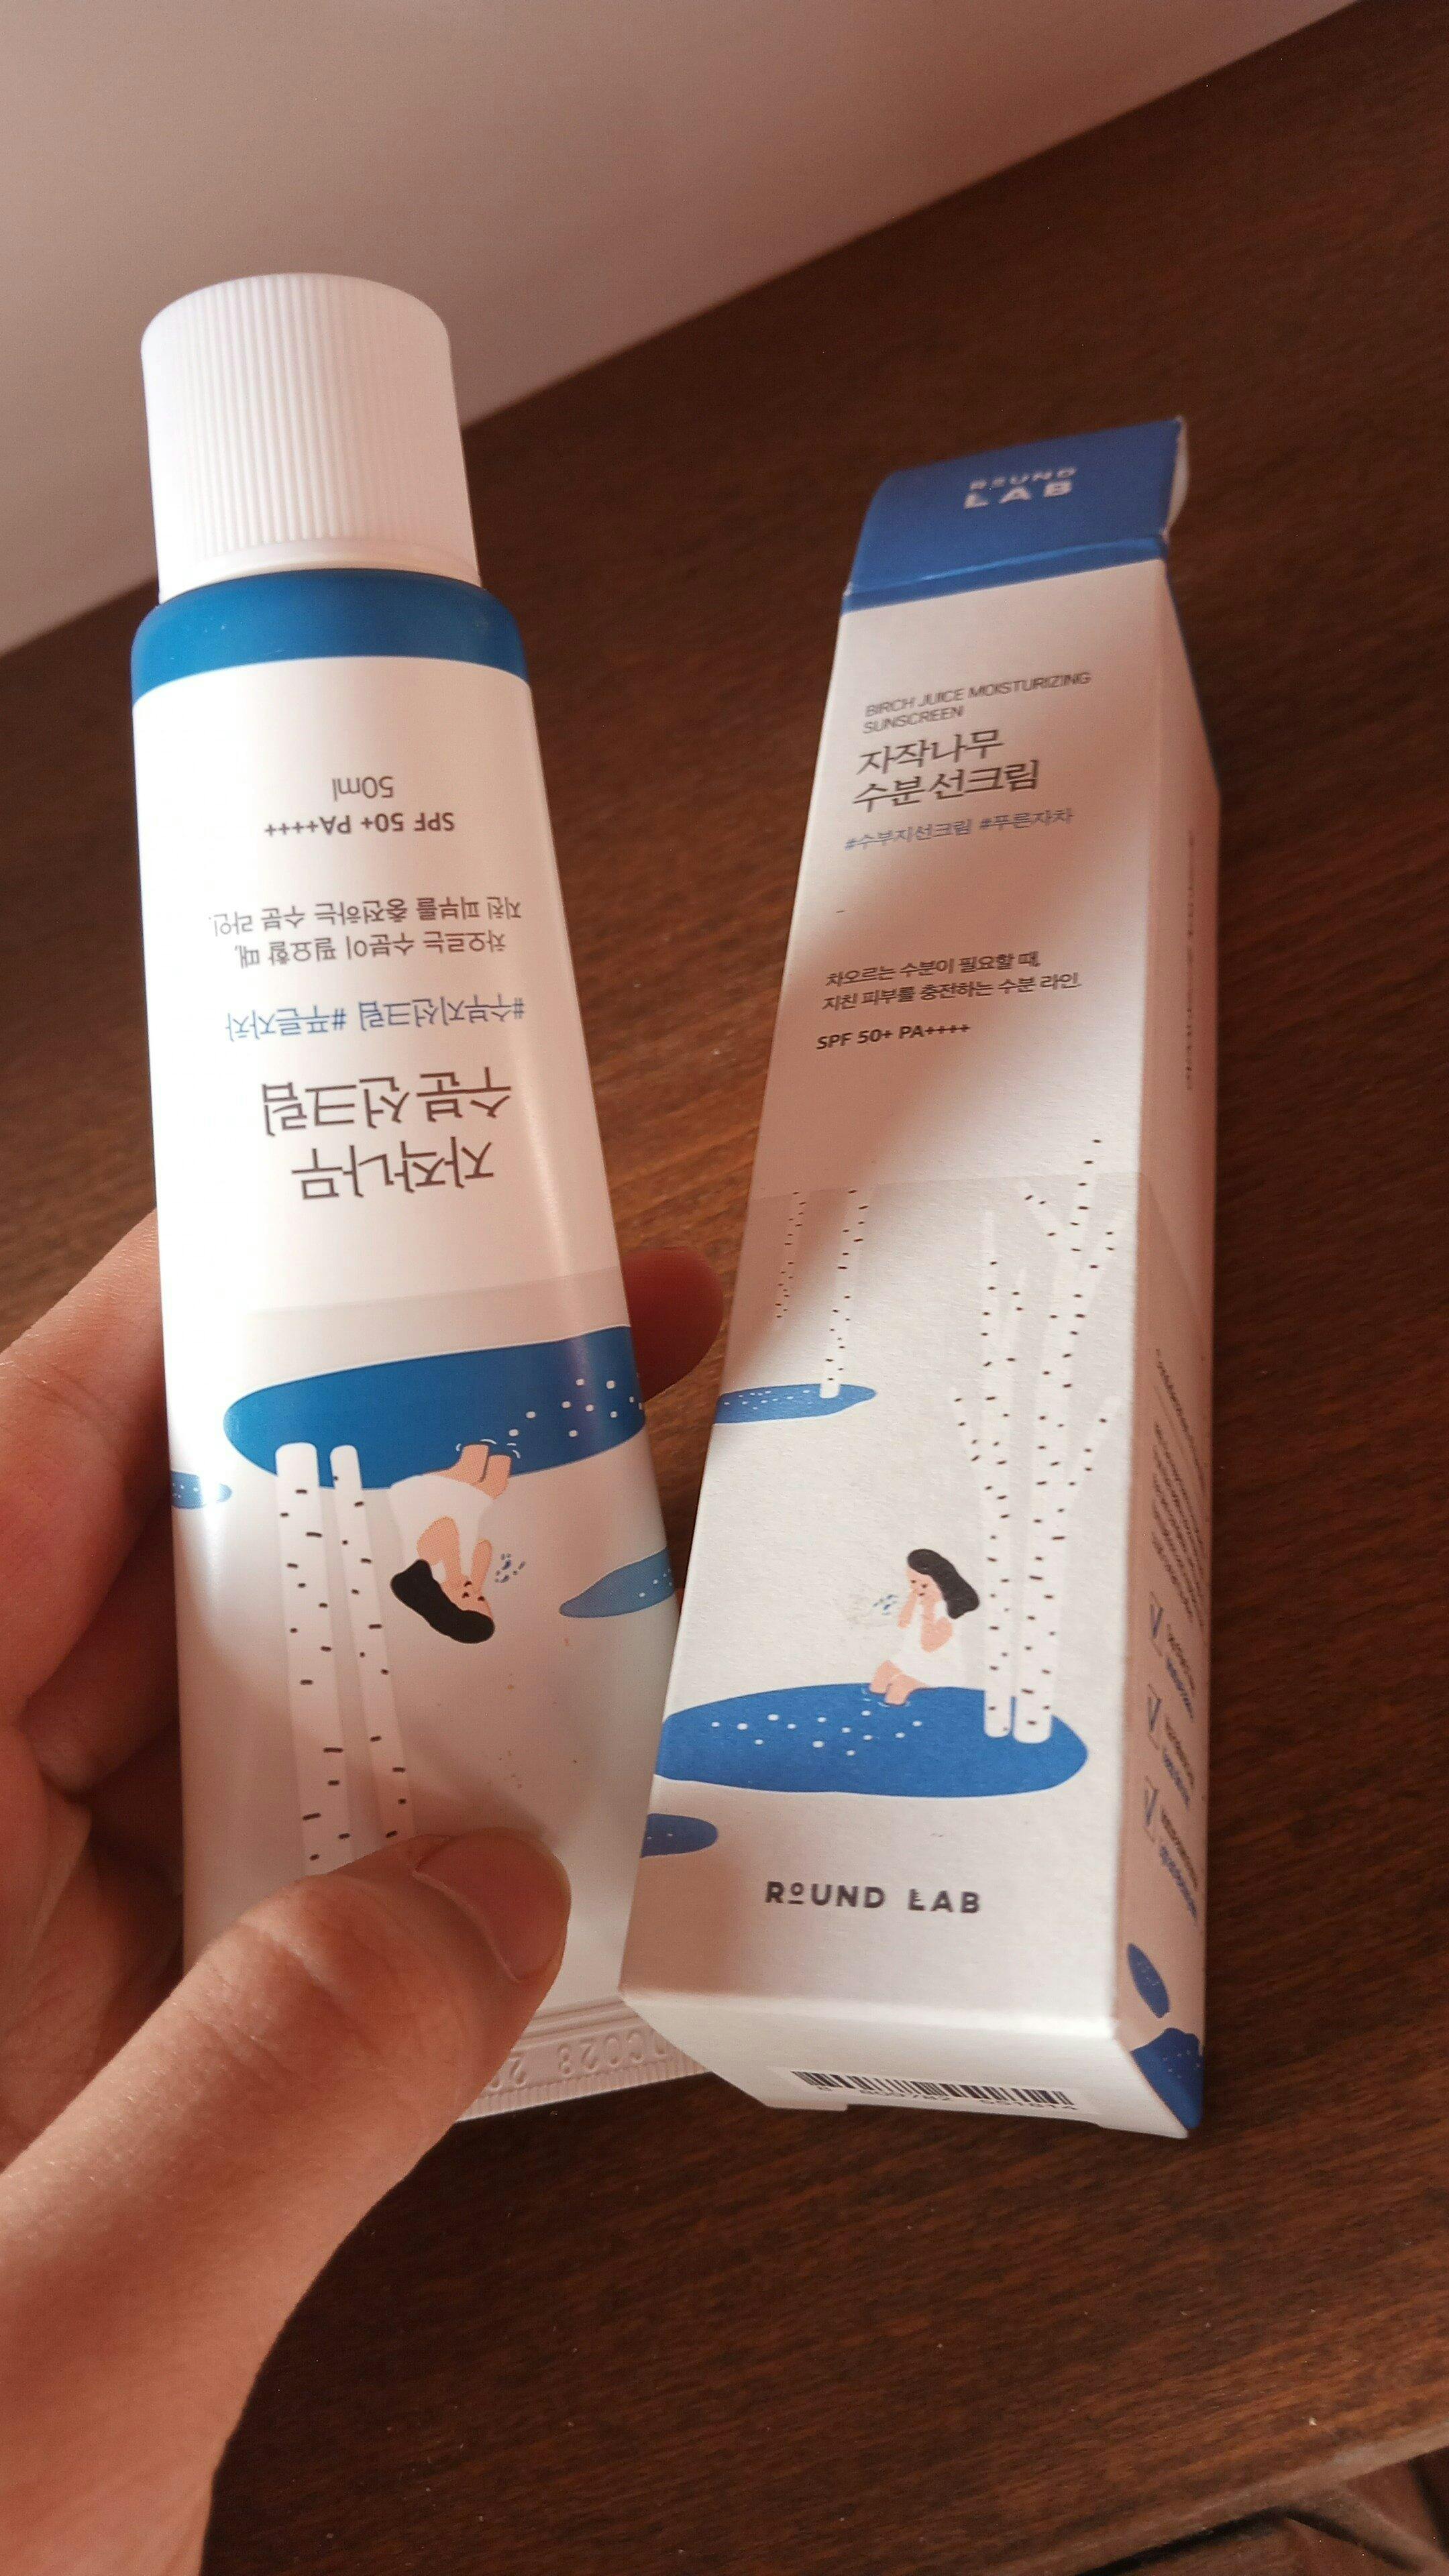 자작나무
수분 선크림
#수부지선크림 #푸른자차
차오르는 수분이 필요할 때,
지친 피부를 충전하는 수분 라인.
SPF 50+ PA++++
50ml
ROUND
LAB
BIRCH JUICE MOISTURIZING
SUNSCREEN
자작나무
수분 선크림
#수부지선크림 #푸른자차
차오르는 수분이 필요할 때,
지친 피부를 충전하는 수분 라인.
SPF 50+ PA++++
ROUND LAB